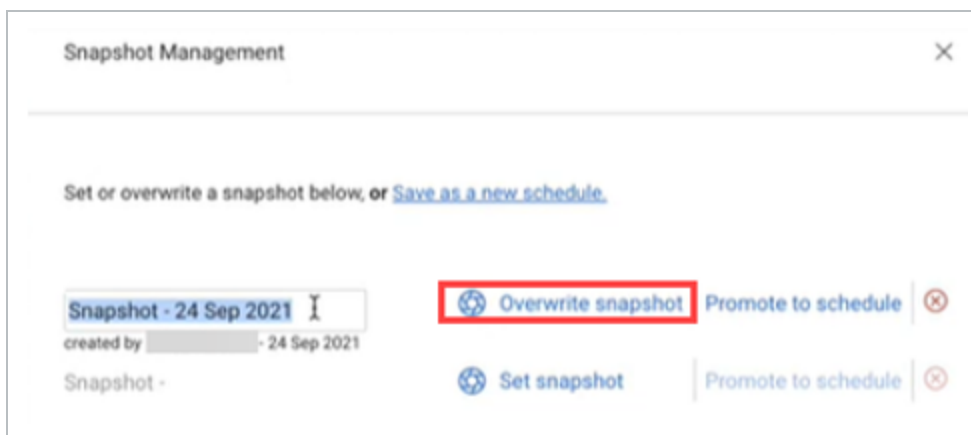 Snapshot Management
Set or overwrite a snapshot below, or Save as a new schedule.
Snapshot - 24 Sep 2021 Overwrite snapshot Promote to schedule
created by - 24 Sep 2021
Snapshot - Set snapshot Promote to schedule